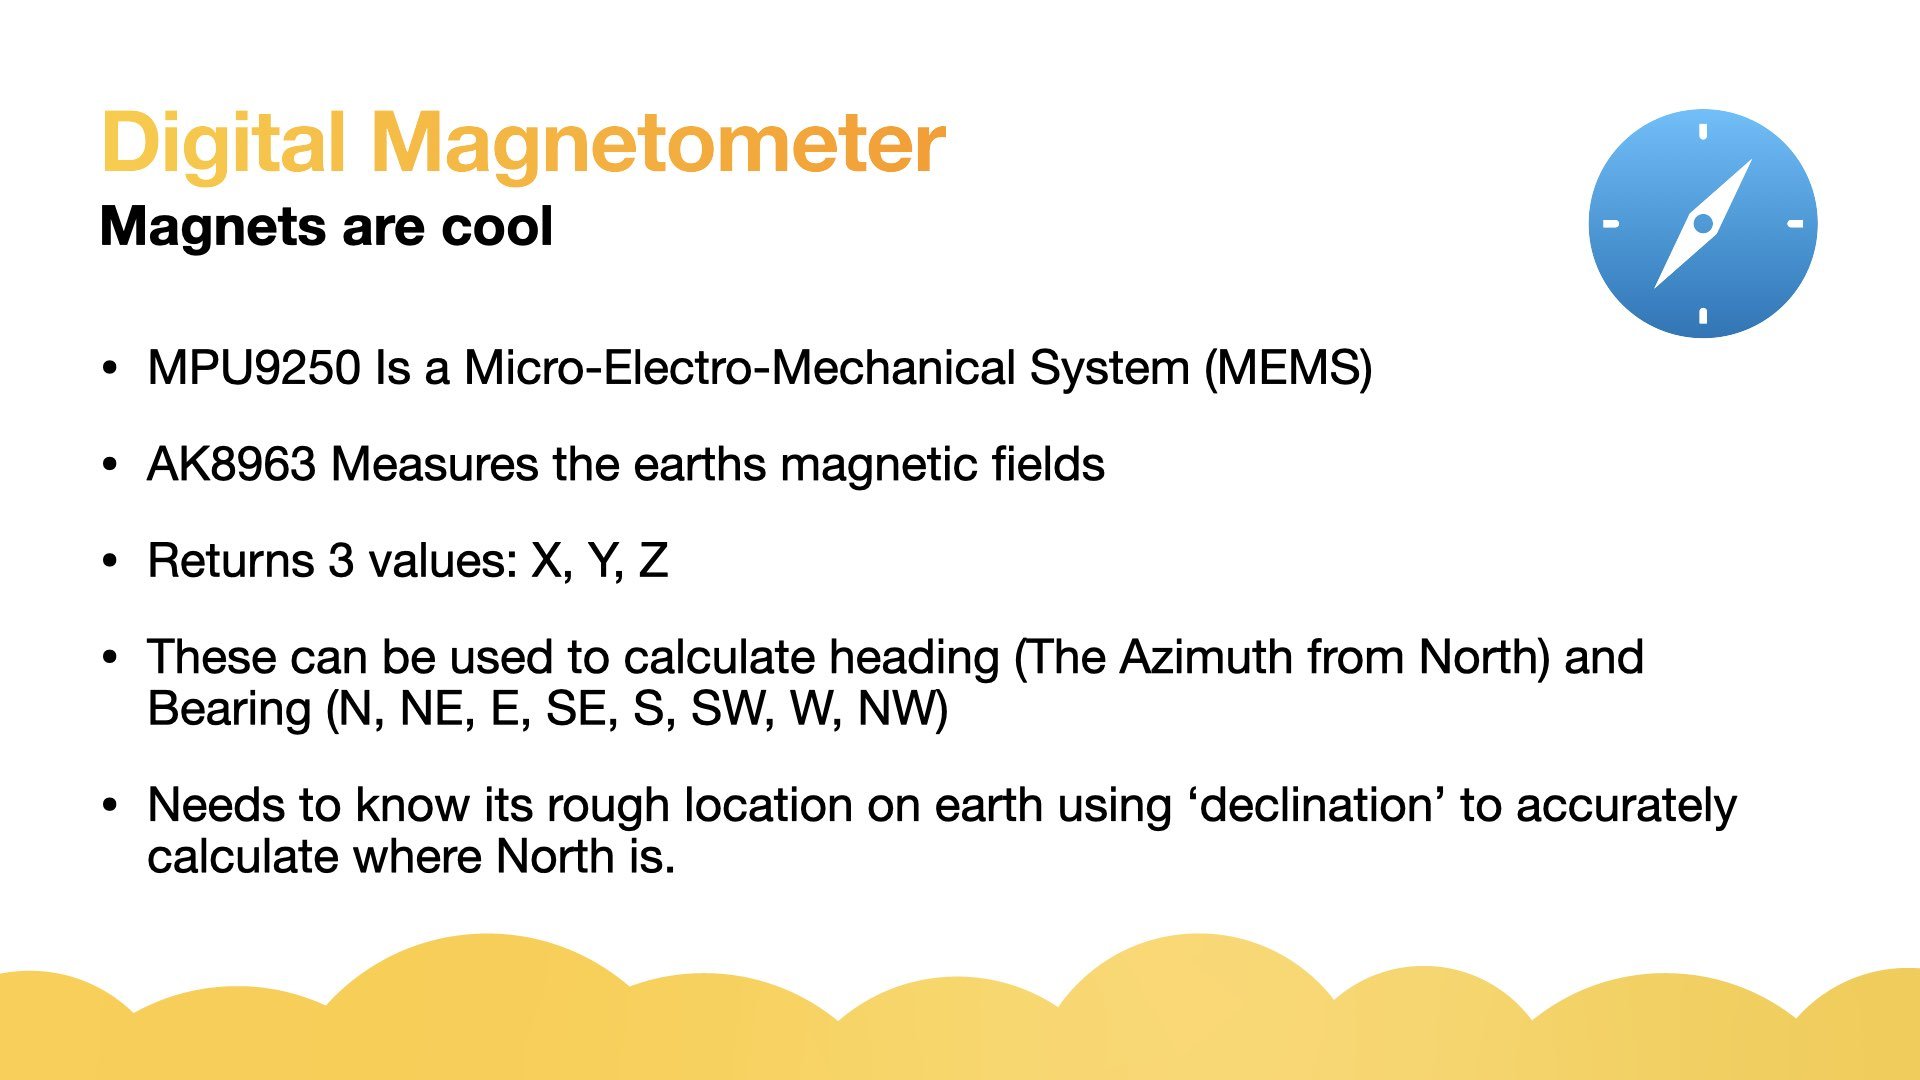 Digital Magnetometer
Magnets are cool
• MPU9250 Is a Micro-Electro-Mechanical System (MEMS)
• AK8963 Measures the earths magnetic fields
• Returns 3 values: X, Y, Z
• These can be used to calculate heading (The Azimuth from North) and
Bearing (N, NE, E, SE, S, SW, W, NW)
• Needs to know its rough location on earth using ‘declination’ to accurately
calculate where North is.